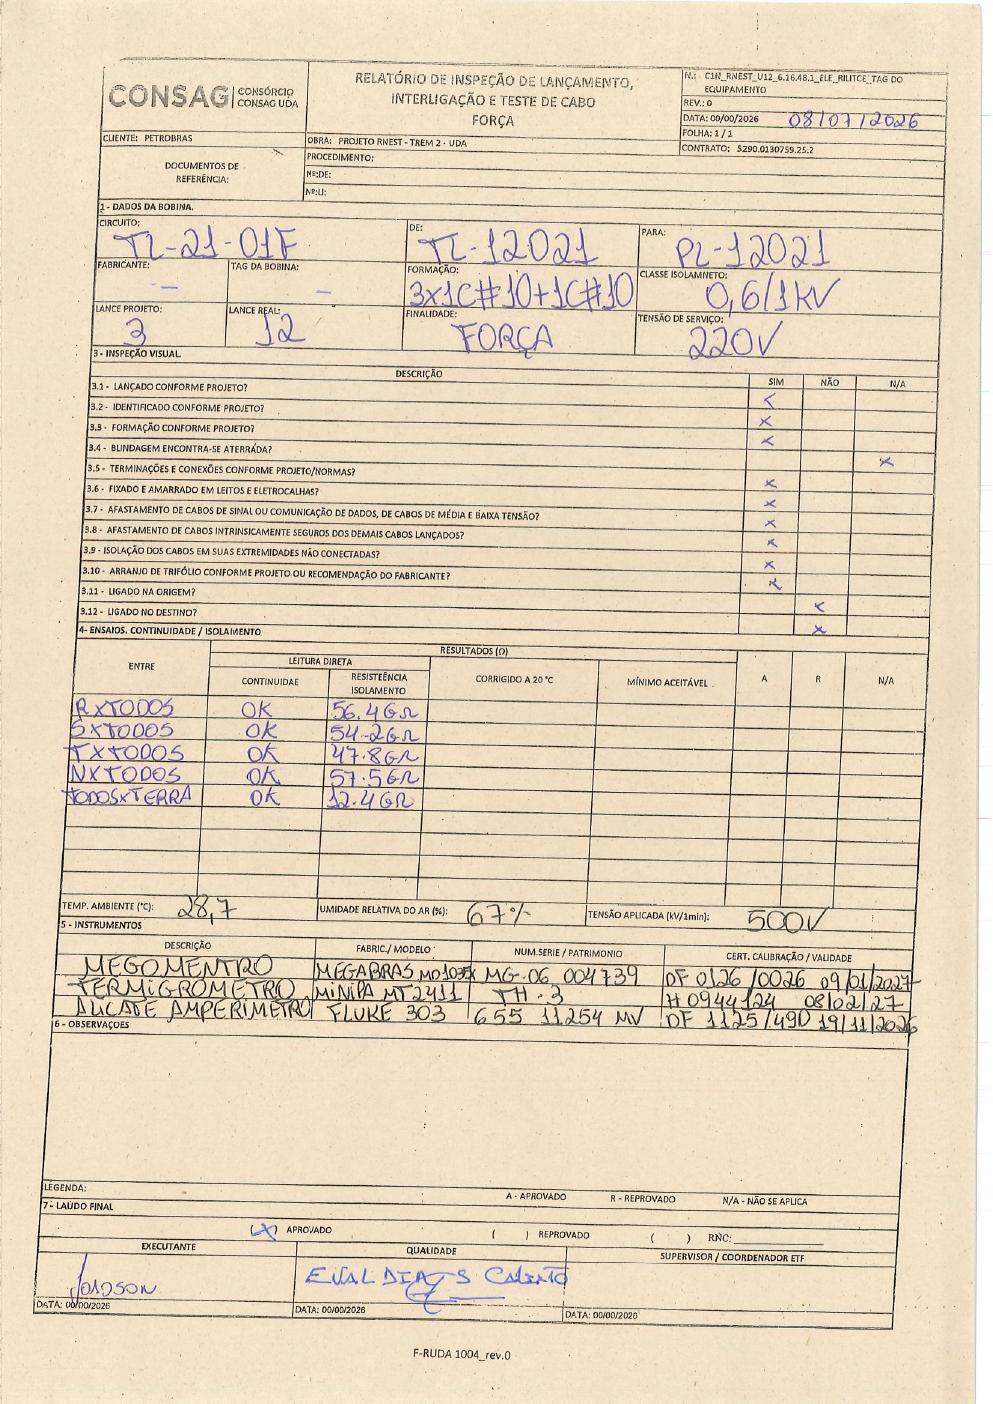 CONSAG CONSÓRCIO CONSAG UDA
RELATÓRIO DE INSPEÇÃO DE LANÇAMENTO,
INTERLIGAÇÃO E TESTE DE CABO
FORÇA
N.: C1N_RNEST_U12_6.16.48.1_ELE_RILITCE_TAG DO
EQUIPAMENTO
REV.: 0
DATA: 00/00/2026 08/07/2026
FOLHA: 1 / 1
CLIENTE: PETROBRAS
OBRA: PROJETO RNEST - TREM 2 - UDA
CONTRATO: 5290.0130759.25.2
DOCUMENTOS DE
REFERÊNCIA:
PROCEDIMENTO:
Nº:DE:
Nº:LI:
1 - DADOS DA BOBINA.
CIRCUITO: TL-21-01F
DE: TL-12021
PARA: PL-12021
FABRICANTE: —
TAG DA BOBINA: —
FORMAÇÃO: 3x1C#10+1C#10
CLASSE ISOLAMNETO: 0,6/1KV
LANCE PROJETO: 3
LANCE REAL: 12
FINALIDADE: FORÇA
TENSÃO DE SERVIÇO: 220V
3 - INSPEÇÃO VISUAL.
DESCRIÇÃO SIM NÃO N/A
3.1 - LANÇADO CONFORME PROJETO? x
3.2 - IDENTIFICADO CONFORME PROJETO? x
3.3 - FORMAÇÃO CONFORME PROJETO? x
3.4 - BLINDAGEM ENCONTRA-SE ATERRADA? x
3.5 - TERMINAÇÕES E CONEXÕES CONFORME PROJETO/NORMAS? x
3.6 - FIXADO E AMARRADO EM LEITOS E ELETROCALHAS? x
3.7 - AFASTAMENTO DE CABOS DE SINAL OU COMUNICAÇÃO DE DADOS, DE CABOS DE MÉDIA E BAIXA TENSÃO? x
3.8 - AFASTAMENTO DE CABOS INTRINSICAMENTE SEGUROS DOS DEMAIS CABOS LANÇADOS? x
3.9 - ISOLAÇÃO DOS CABOS EM SUAS EXTREMIDADES NÃO CONECTADAS? x
3.10 - ARRANJO DE TRIFÓLIO CONFORME PROJETO OU RECOMENDAÇÃO DO FABRICANTE? x
3.11 - LIGADO NA ORIGEM? x
3.12 - LIGADO NO DESTINO? x
4- ENSAIOS. CONTINUIDADE / ISOLAMENTO
RESULTADOS (Ω)
ENTRE LEITURA DIRETA CORRIGIDO A 20 °C MÍNIMO ACEITÁVEL A R N/A
CONTINUIDAE RESISTEÊNCIA ISOLAMENTO
RXTODOS OK 56.4GΩ
SXTODOS OK 54.2GΩ
TXTODOS OK 47.8GΩ
NXTODOS OK 57.5GΩ
TODOSXTERRA OK 12.4GΩ
TEMP. AMBIENTE (°C): 28,7 UMIDADE RELATIVA DO AR (%): 67% TENSÃO APLICADA (kV/1min): 500V
5 - INSTRUMENTOS
DESCRIÇÃO FABRIC./ MODELO NUM.SERIE / PATRIMONIO CERT. CALIBRAÇÃO / VALIDADE
MEGOMENTRO MEGABRAS MD1035X MG-06 004739 DF 0126/0026 09/01/2027
TERMIGROMETRO MINIPA MT2411 TH-3 H0944124 08/02/27
ALICATE AMPERIMETRO FLUKE 303 655 11254 MV DF 1125/490 19/11/2026
6 - OBSERVAÇOES
LEGENDA: A - APROVADO R - REPROVADO N/A - NÃO SE APLICA
7 - LAUDO FINAL
(X) APROVADO ( ) REPROVADO ( ) RNC:
EXECUTANTE QUALIDADE SUPERVISOR / COORDENADOR ETF
JOADSON
DATA: 00/00/2026 DATA: 00/00/2026 DATA: 00/00/2026
F-RUDA 1004_rev.0